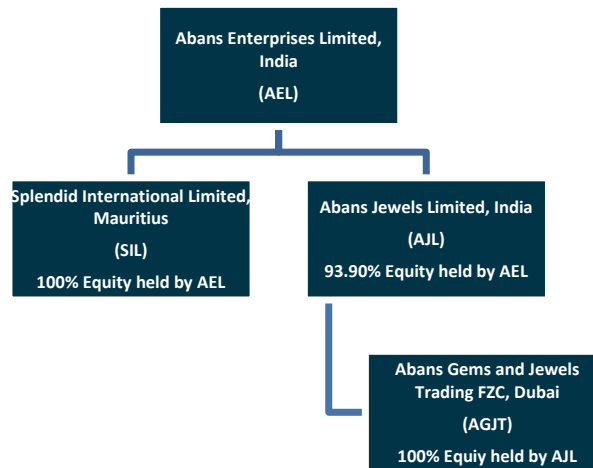 Abans Enterprises Limited,
India
(AEL)
Splendid International Limited,
Mauritius
(SIL)
100% Equity held by AEL
Abans Jewels Limited, India
(AJL)
93.90% Equity held by AEL
Abans Gems and Jewels
Trading FZC, Dubai
(AGJT)
100% Equiy held by AJL